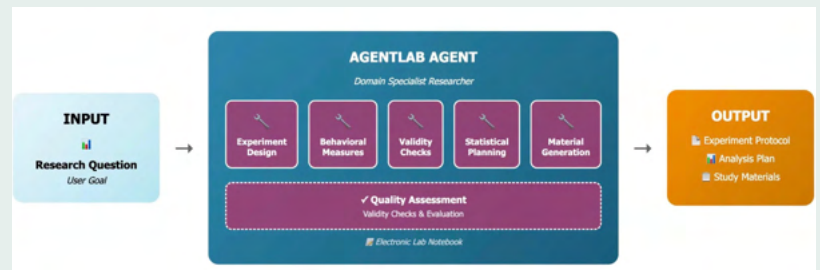 INPUT
Research Question
User Goal
AGENTLAB AGENT
Domain Specialist Researcher
Experiment
Design
Behavioral
Measures
Validity
Checks
Statistical
Planning
Material
Generation
✓ Quality Assessment
Validity Checks & Evaluation
Electronic Lab Notebook
OUTPUT
Experiment Protocol
Analysis Plan
Study Materials